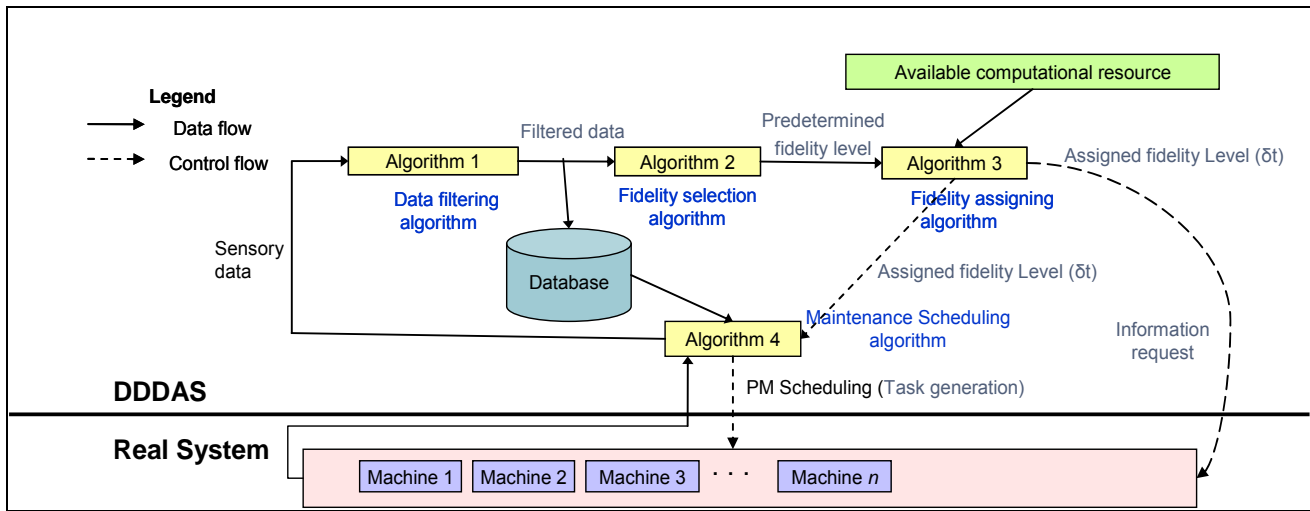 Available computational resource
Legend
Data flow
Control flow
Filtered data
Predetermined
fidelity level
Algorithm 1
Algorithm 2
Algorithm 3
Assigned fidelity Level (δt)
Data filtering
algorithm
Fidelity selection
algorithm
Fidelity assigning
algorithm
Sensory
data
Database
Assigned fidelity Level (δt)
Maintenance Scheduling
algorithm
Algorithm 4
Information
request
PM Scheduling (Task generation)
DDDAS
Real System
Machine 1
Machine 2
Machine 3
. . .
Machine n